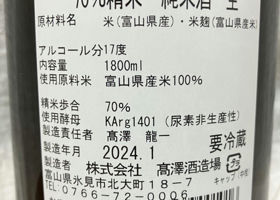 70%精米 純米酒 生
原材料名 米(富山県産)・米麹(富山県産米)
アルコール分17度
内容量 1800ml
使用原料米 富山県産米100%
精米歩合 70%
使用酵母 KArg1401(尿素非生産性)
製造責任者 髙澤 龍一
製造年月 2024.1
要冷蔵
製造者 株式会社 髙澤酒造場
富山県氷見市北大町18-7
TEL.0766-72-0006
キャップ(中栓)